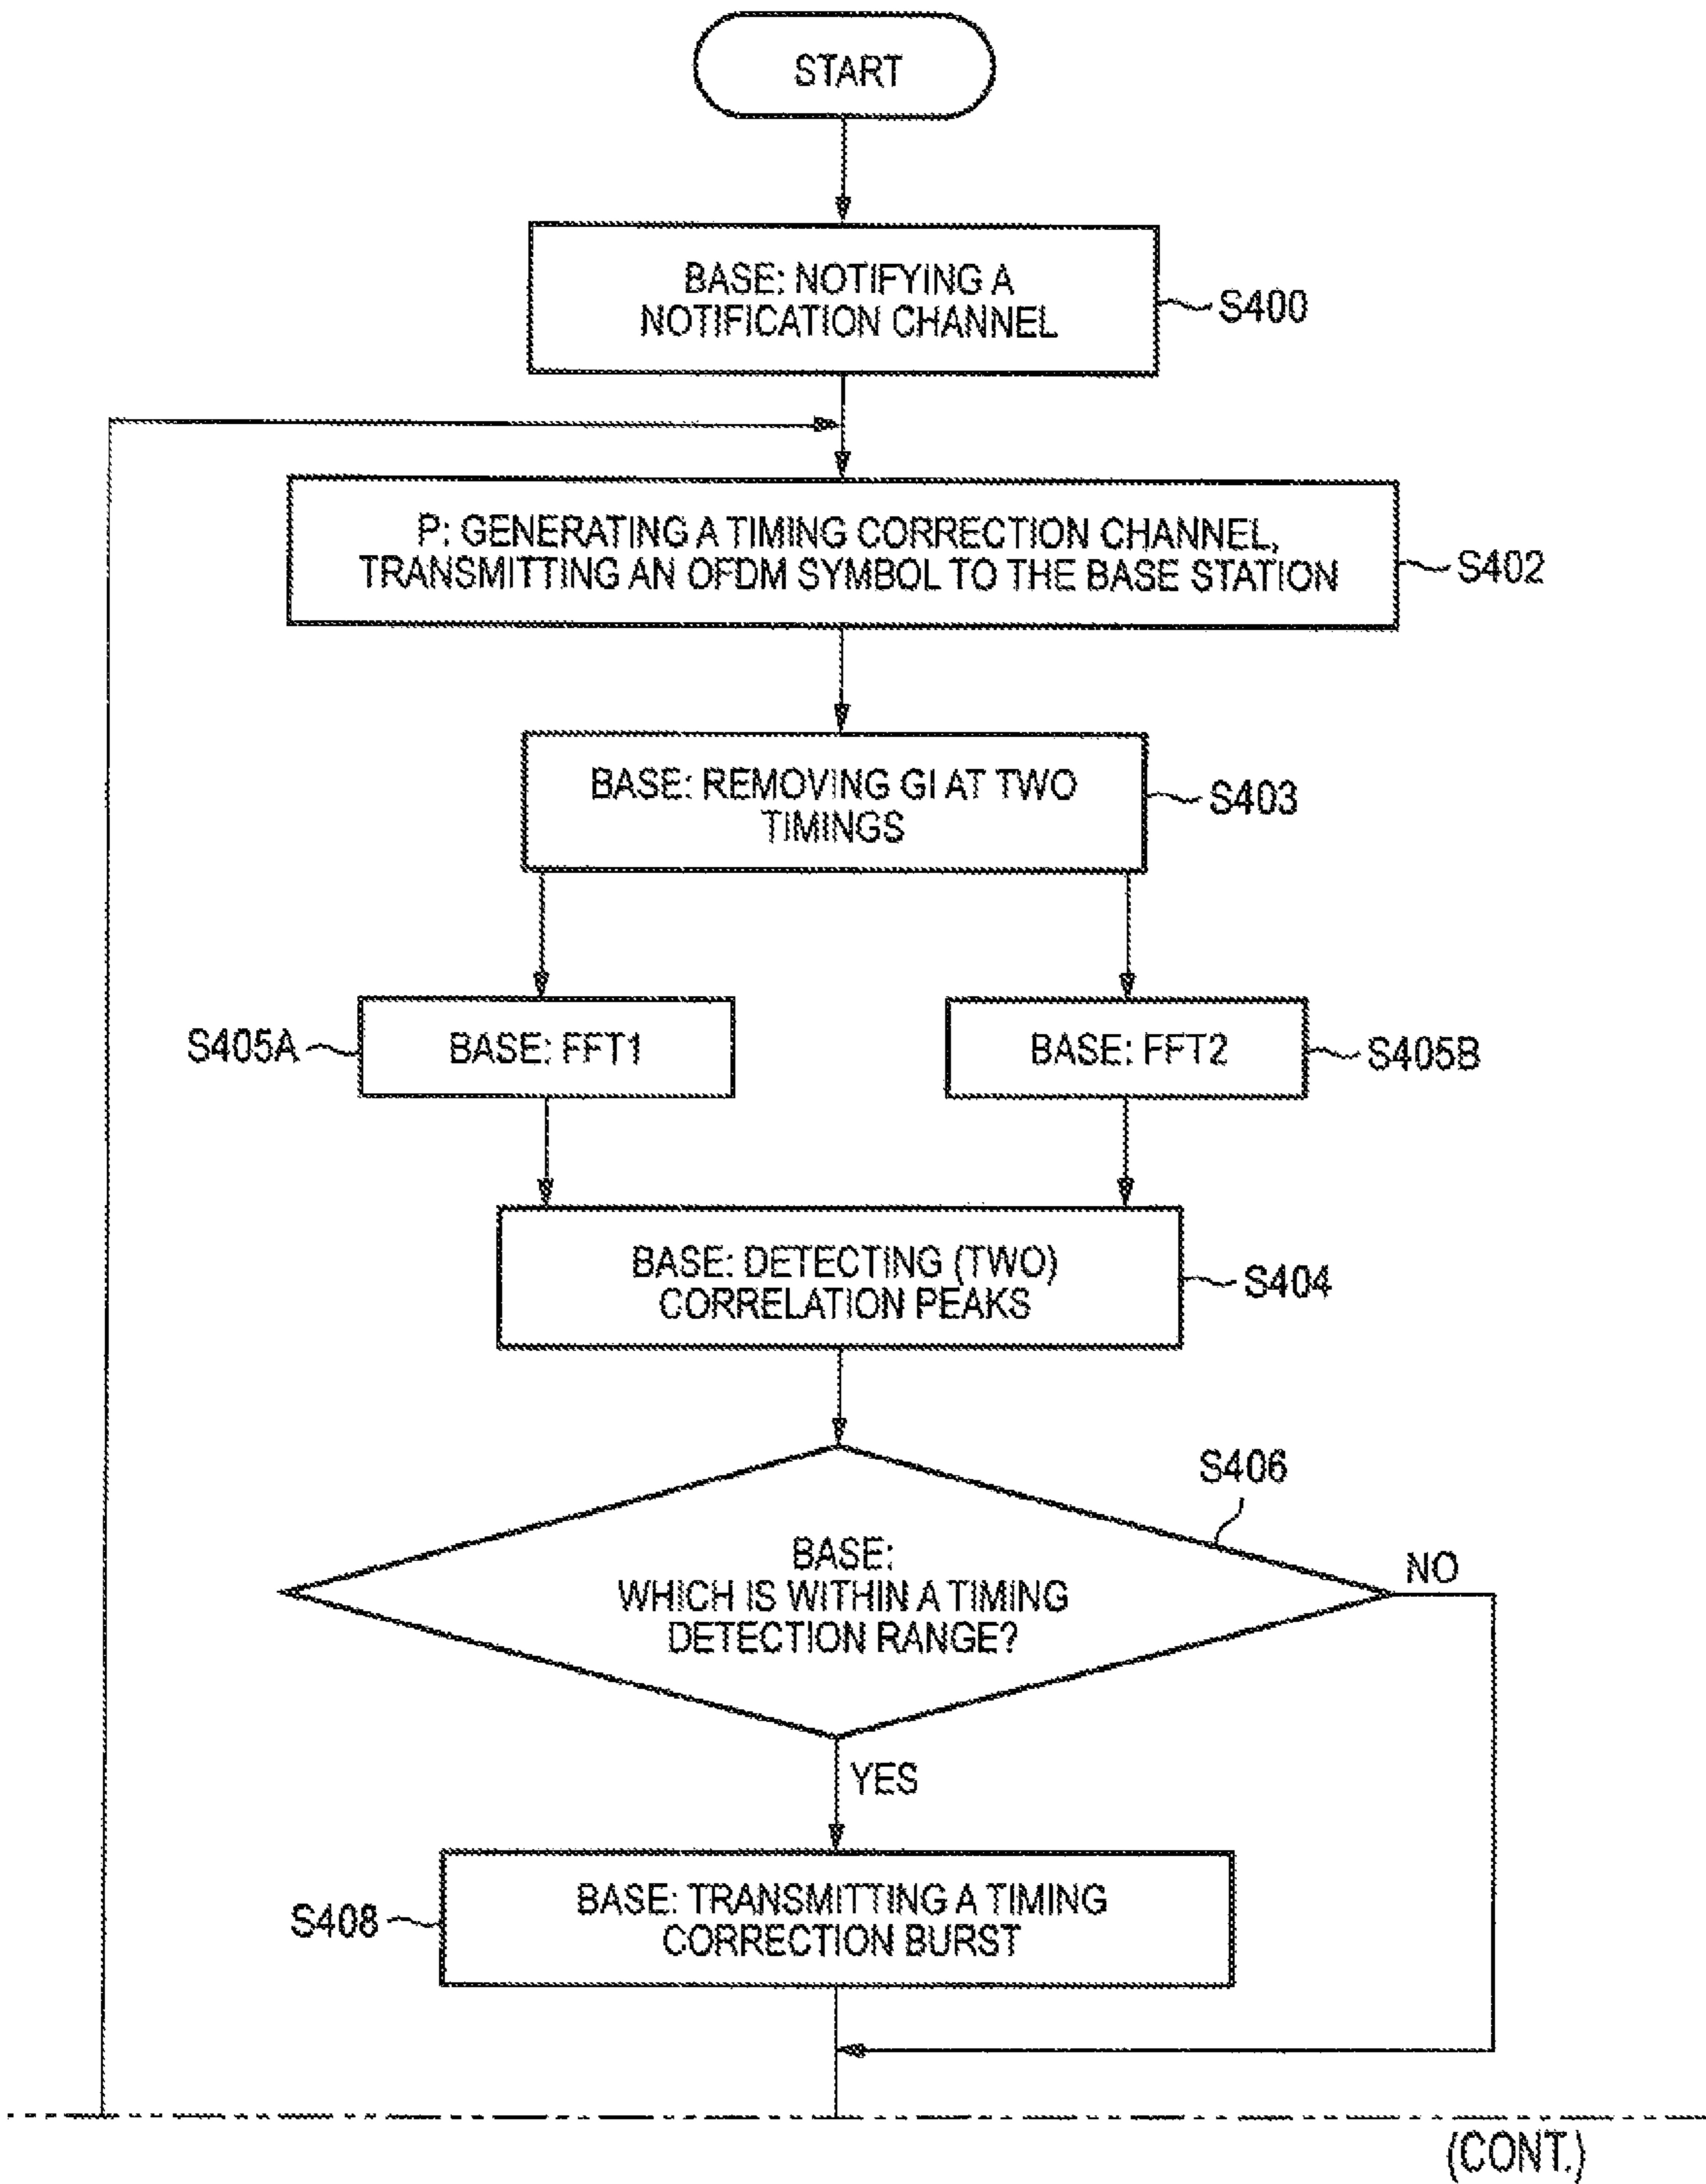 START
BASE: NOTIFYING A
NOTIFICATION CHANNEL
S400
P: GENERATING A TIMING CORRECTION CHANNEL,
TRANSMITTING AN OFDM SYMBOL TO THE BASE STATION
S402
BASE: REMOVING GI AT TWO
TIMINGS
S403
S405A
BASE: FFT1
BASE: FFT2
S405B
BASE: DETECTING (TWO)
CORRELATION PEAKS
S404
S406
BASE:
WHICH IS WITHIN A TIMING
DETECTION RANGE?
NO
YES
S408
BASE: TRANSMITTING A TIMING
CORRECTION BURST
(CONT.)